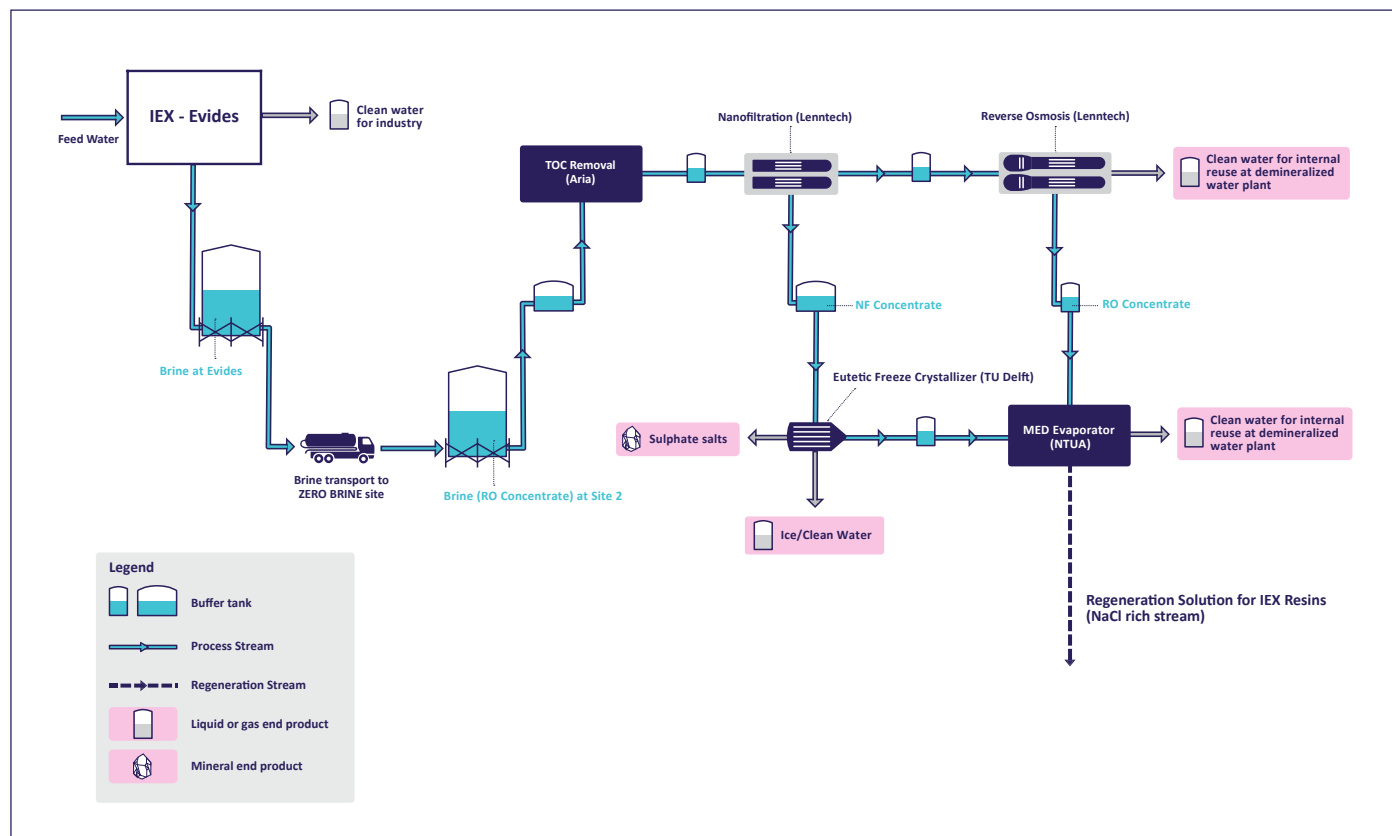 IEX - Evides
Feed Water
Clean water
for industry
Brine at Evides
Brine transport to
ZERO BRINE site
Brine (RO Concentrate) at Site 2
TOC Removal
(Aria)
Nanofiltration (Lenntech)
Reverse Osmosis (Lenntech)
Clean water for internal
reuse at demineralized
water plant
NF Concentrate
RO Concentrate
Eutetic Freeze Crystallizer (TU Delft)
Sulphate salts
MED Evaporator
(NTUA)
Clean water for internal
reuse at demineralized
water plant
Ice/Clean Water
Regeneration Solution for IEX Resins
(NaCl rich stream)
Legend
Buffer tank
Process Stream
Regeneration Stream
Liquid or gas end product
Mineral end product